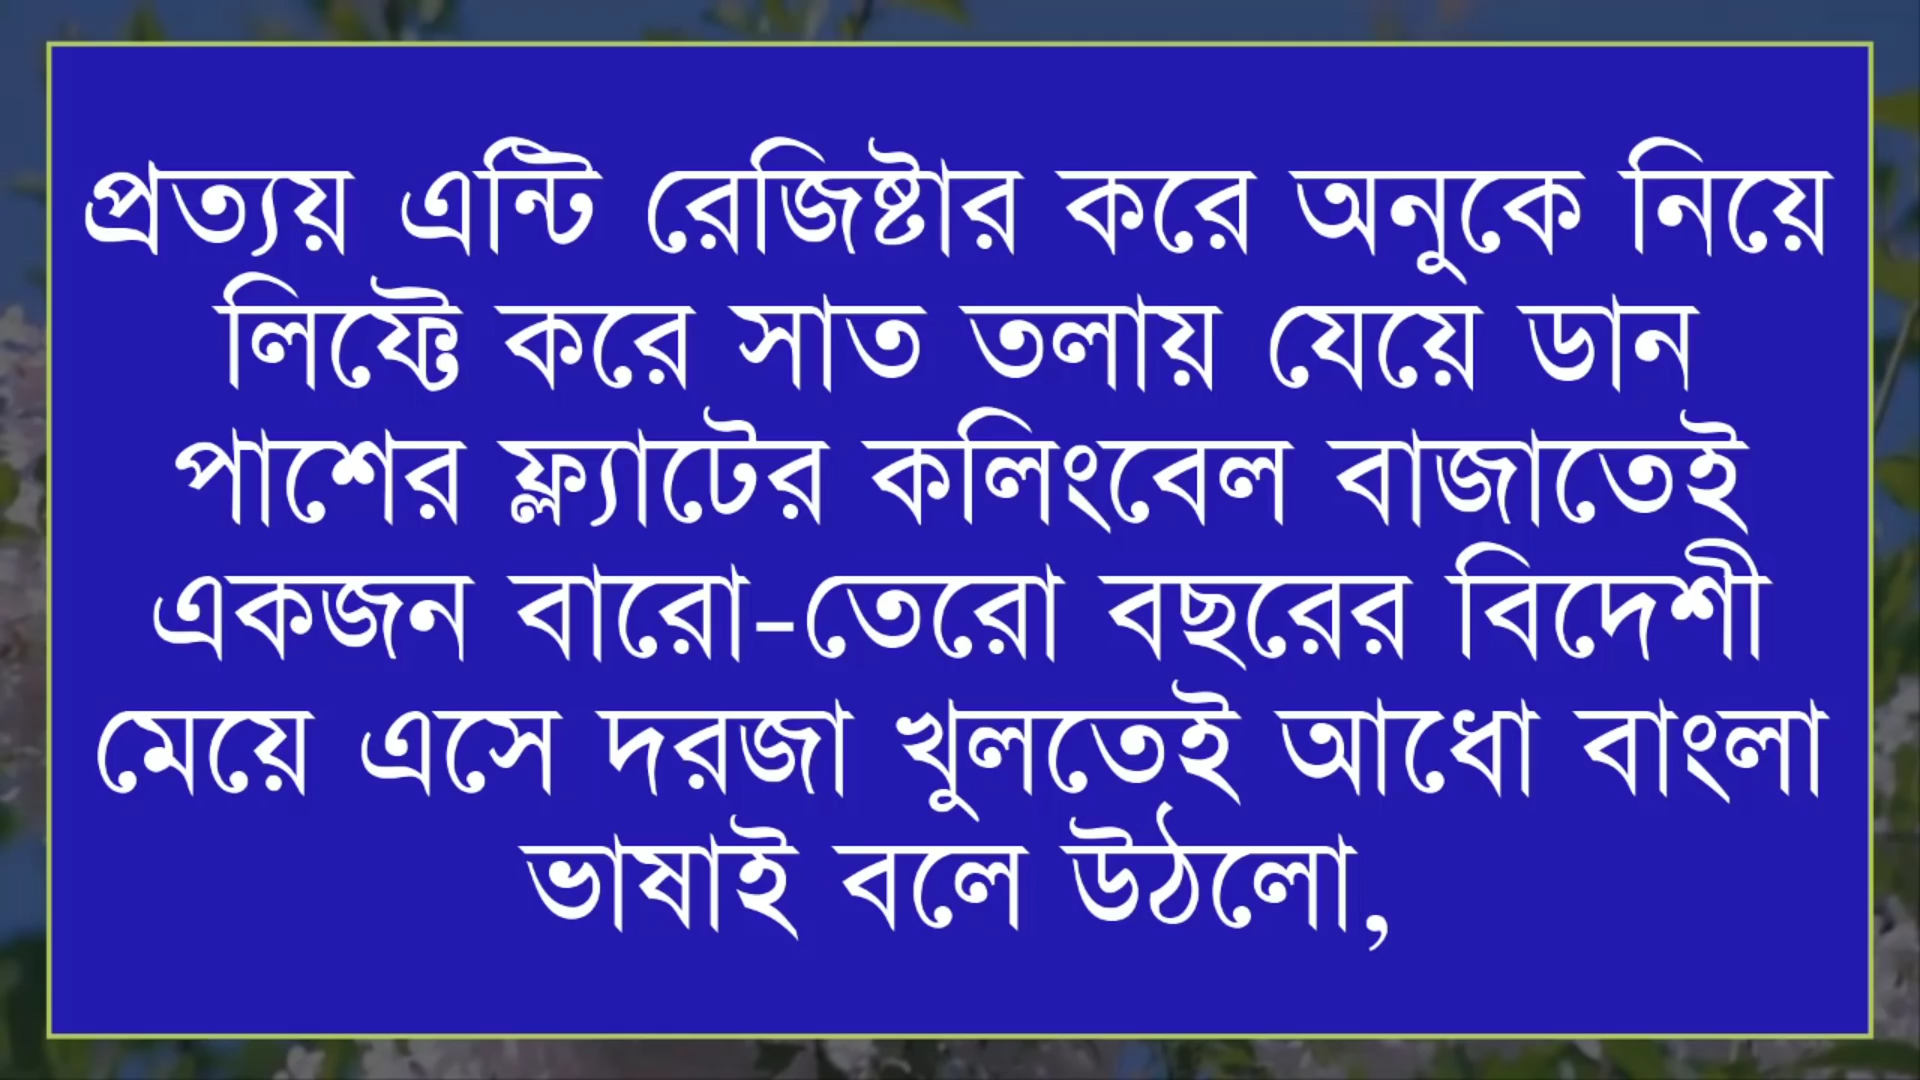 প্রত্যয় এন্টি রেজিষ্টার করে অনুকে নিয়ে
লিফ্টে করে সাত তলায় যেয়ে ডান
পাশের ফ্ল্যাটের কলিংবেল বাজাতেই
একজন বারো-তেরো বছরের বিদেশী
মেয়ে এসে দরজা খুলতেই আধো বাংলা
ভাষাই বলে উঠলো,